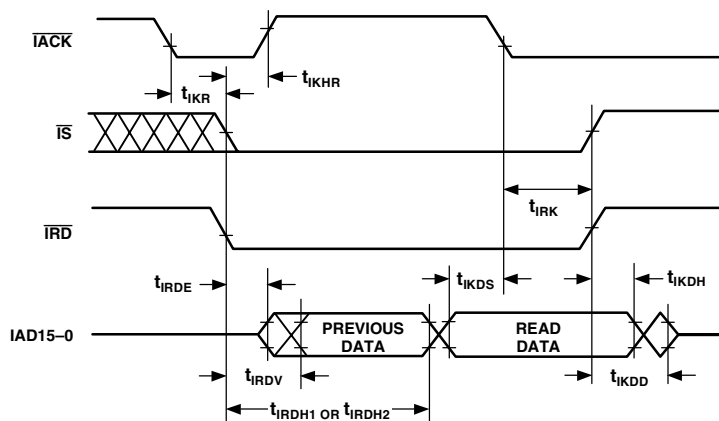 IACK
tIKHR
tIKR
IS
tIRK
IRD
tIRDE
tIKDS
tIKDH
IAD15–0
PREVIOUS
DATA
READ
DATA
tIRDV
tIKDD
tIRDH1 OR tIRDH2